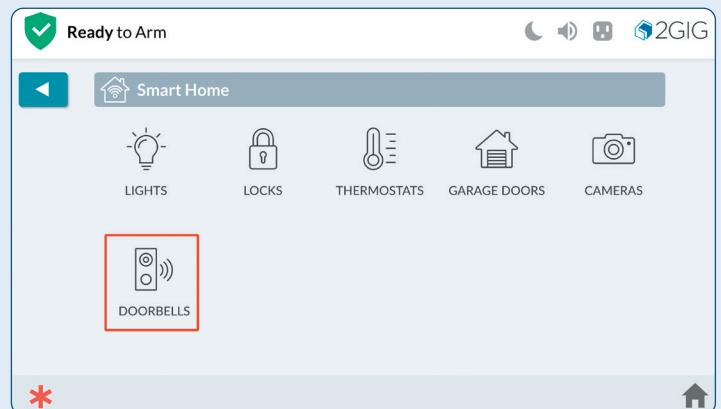 Ready to Arm
2GIG
Smart Home
LIGHTS
LOCKS
THERMOSTATS
GARAGE DOORS
CAMERAS
DOORBELLS